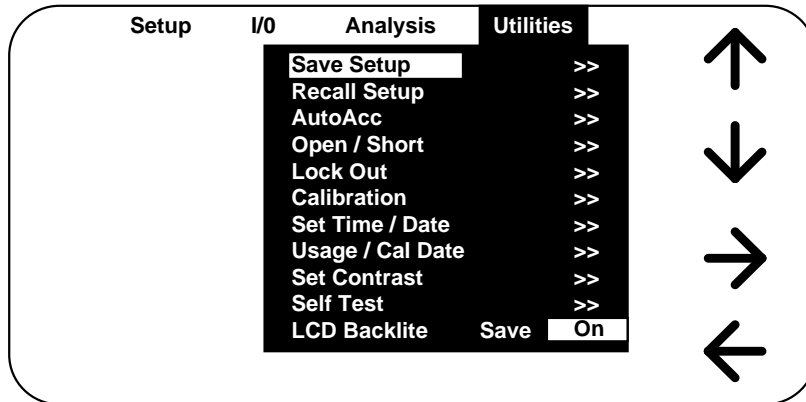 Setup I/0 Analysis Utilities
Save Setup >>
Recall Setup >>
AutoAcc >>
Open / Short >>
Lock Out >>
Calibration >>
Set Time / Date >>
Usage / Cal Date >>
Set Contrast >>
Self Test >>
LCD Backlite Save On